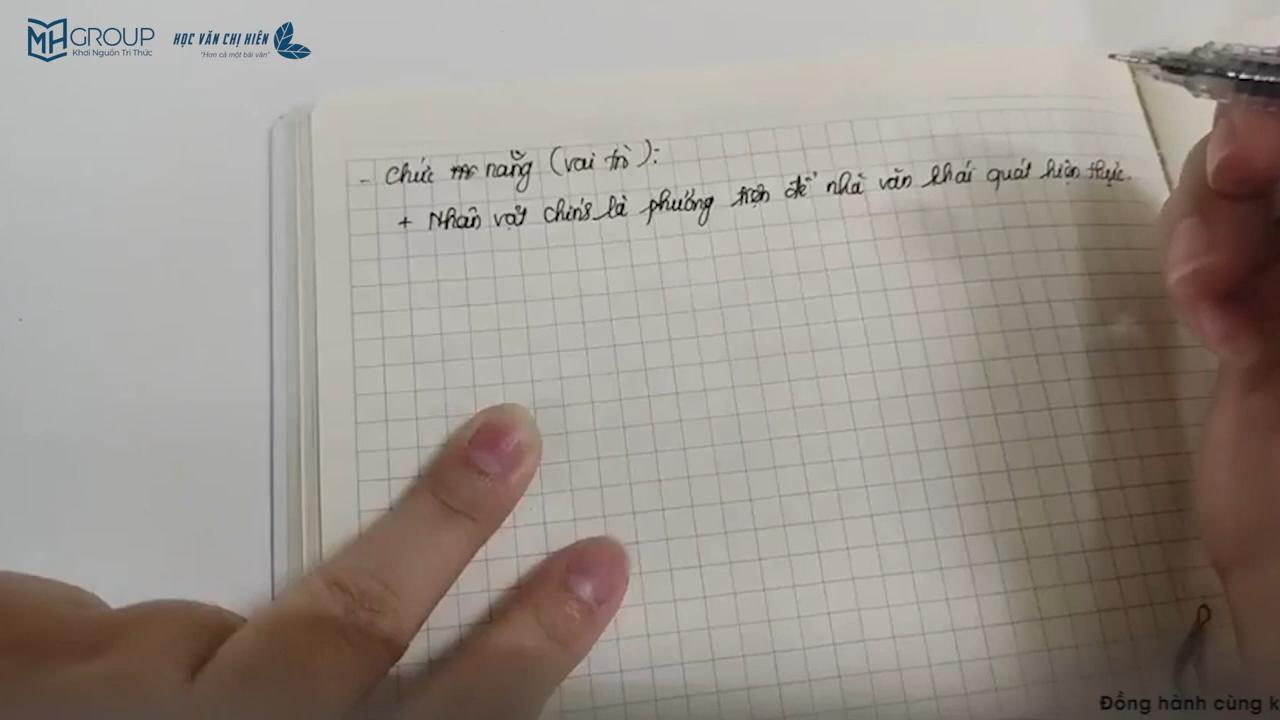 MH GROUP
Khơi Nguồn Tri Thức
HỌC VĂN CHỊ HIÊN
"Hơn cả một bài văn"
- Chức năng (vai trò):
+ Nhân vật chính là phương tiện để nhà văn khái quát hiện thực.
Đồng hành cùng k